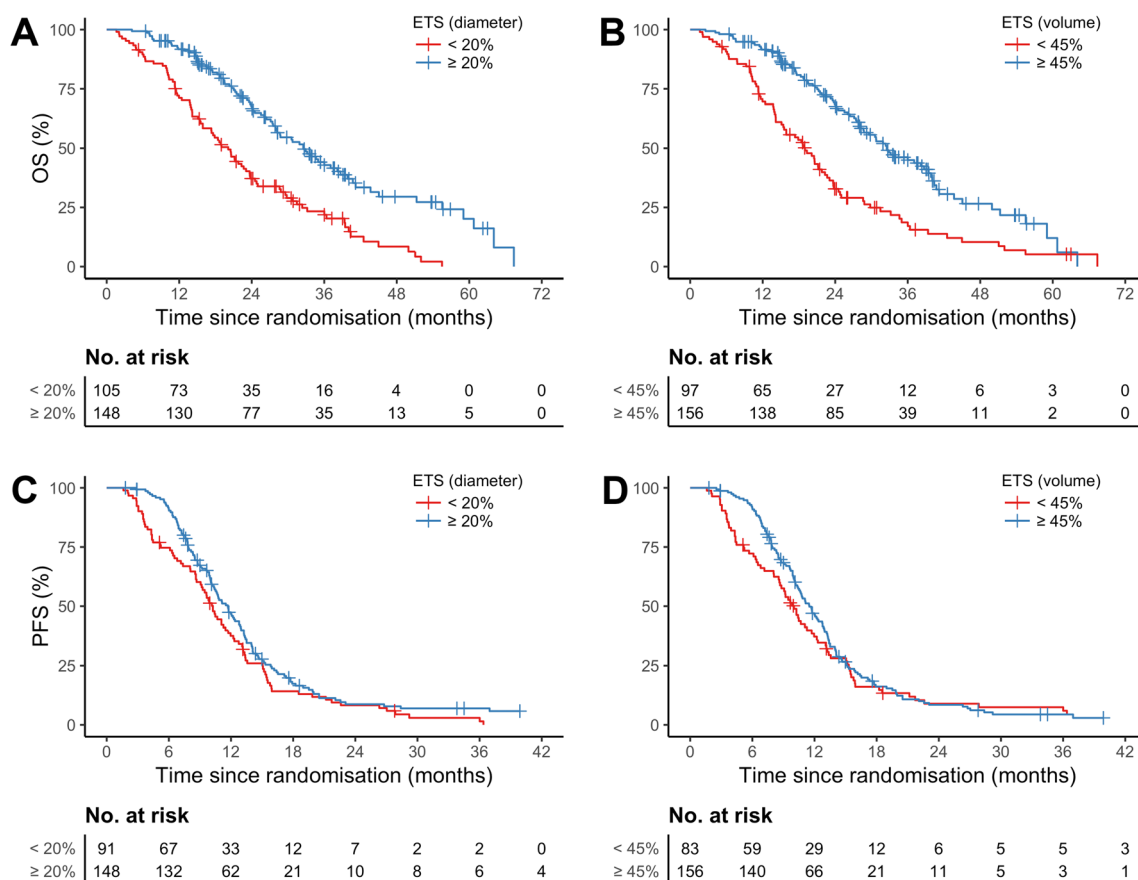 A
100
75
50
25
0
OS (%)
ETS (diameter)
< 20%
≥ 20%
0 12 24 36 48 60 72
Time since randomisation (months)
No. at risk
< 20% 105 73 35 16 4 0 0
≥ 20% 148 130 77 35 13 5 0
B
100
75
50
25
0
ETS (volume)
< 45%
≥ 45%
0 12 24 36 48 60 72
Time since randomisation (months)
No. at risk
< 45% 97 65 27 12 6 3 0
≥ 45% 156 138 85 39 11 2 0
C
100
75
50
25
0
PFS (%)
ETS (diameter)
< 20%
≥ 20%
0 6 12 18 24 30 36 42
Time since randomisation (months)
No. at risk
< 20% 91 67 33 12 7 2 2 0
≥ 20% 148 132 62 21 10 8 6 4
D
100
75
50
25
0
ETS (volume)
< 45%
≥ 45%
0 6 12 18 24 30 36 42
Time since randomisation (months)
No. at risk
< 45% 83 59 29 12 6 5 5 3
≥ 45% 156 140 66 21 11 5 3 1